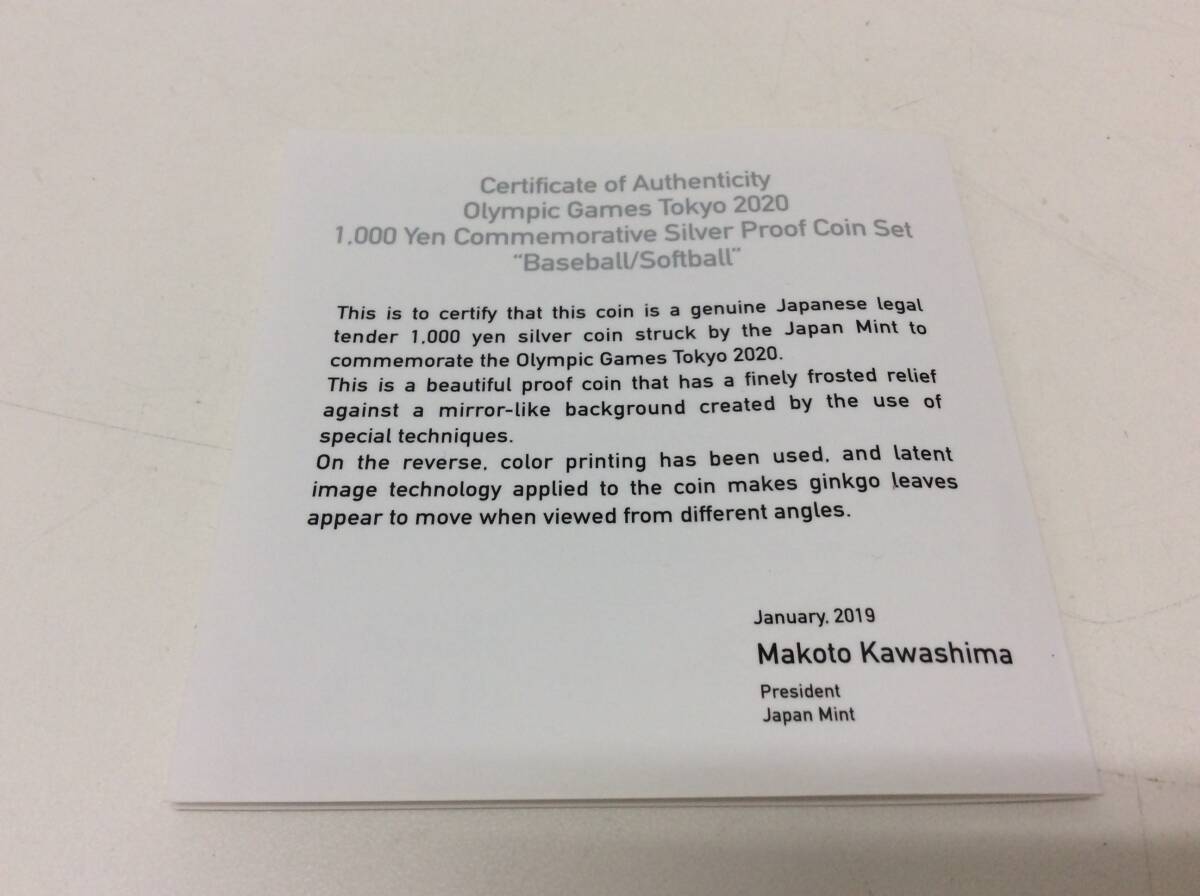 Certificate of Authenticity
Olympic Games Tokyo 2020
1,000 Yen Commemorative Silver Proof Coin Set
“Baseball/Softball”
This is to certify that this coin is a genuine Japanese legal
tender 1,000 yen silver coin struck by the Japan Mint to
commemorate the Olympic Games Tokyo 2020.
This is a beautiful proof coin that has a finely frosted relief
against a mirror-like background created by the use of
special techniques.
On the reverse, color printing has been used, and latent
image technology applied to the coin makes ginkgo leaves
appear to move when viewed from different angles.
January, 2019
Makoto Kawashima
President
Japan Mint